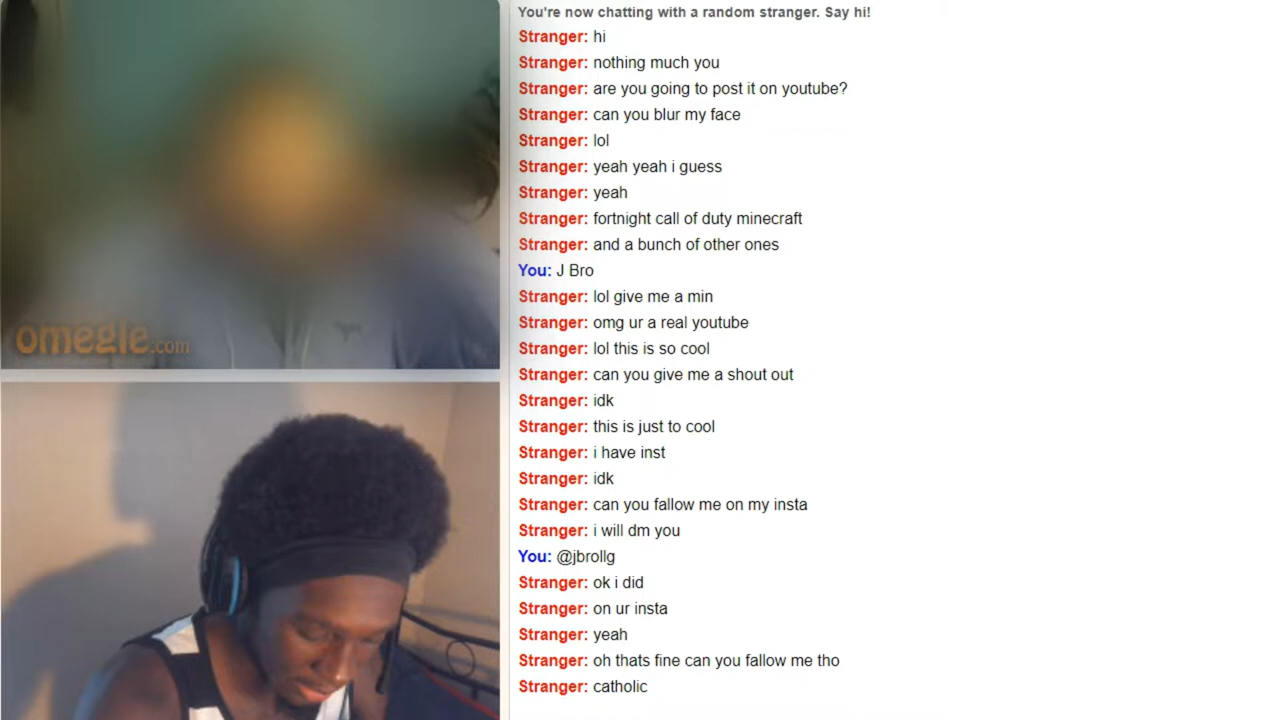 You're now chatting with a random stranger. Say hi!
Stranger: hi
Stranger: nothing much you
Stranger: are you going to post it on youtube?
Stranger: can you blur my face
Stranger: lol
Stranger: yeah yeah i guess
Stranger: yeah
Stranger: fortnight call of duty minecraft
Stranger: and a bunch of other ones
You: J Bro
Stranger: lol give me a min
Stranger: omg ur a real youtube
Stranger: lol this is so cool
Stranger: can you give me a shout out
Stranger: idk
Stranger: this is just to cool
Stranger: i have inst
Stranger: idk
Stranger: can you fallow me on my insta
Stranger: i will dm you
You: @jbrollg
Stranger: ok i did
Stranger: on ur insta
Stranger: yeah
Stranger: oh thats fine can you fallow me tho
Stranger: catholic
omegle.com